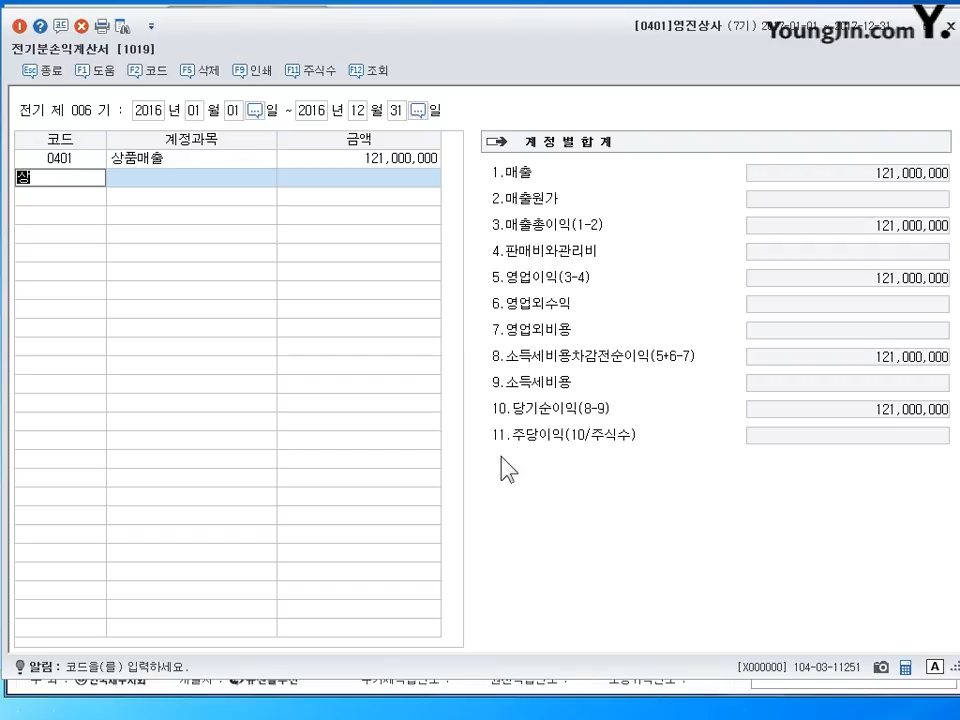 [0401]영진상사 (7기)
YoungJin.com Y.
전기분손익계산서 [1019]
Esc 종료 F1 도움 F2 코드 F5 삭제 F9 인쇄 F11 주식수 F12 조회
전기 제 006 기 : 2016 년 01 월 01 일 ~ 2016 년 12 월 31 일
코드 계정과목 금액
0401 상품매출 121,000,000
상
계 정 별 합 계
1.매출 121,000,000
2.매출원가
3.매출총이익(1-2) 121,000,000
4.판매비와관리비
5.영업이익(3-4) 121,000,000
6.영업외수익
7.영업외비용
8.소득세비용차감전순이익(5+6-7) 121,000,000
9.소득세비용
10.당기순이익(8-9) 121,000,000
11.주당이익(10/주식수)
알림 : 코드을(를) 입력하세요.
[X000000] 104-03-11251 A